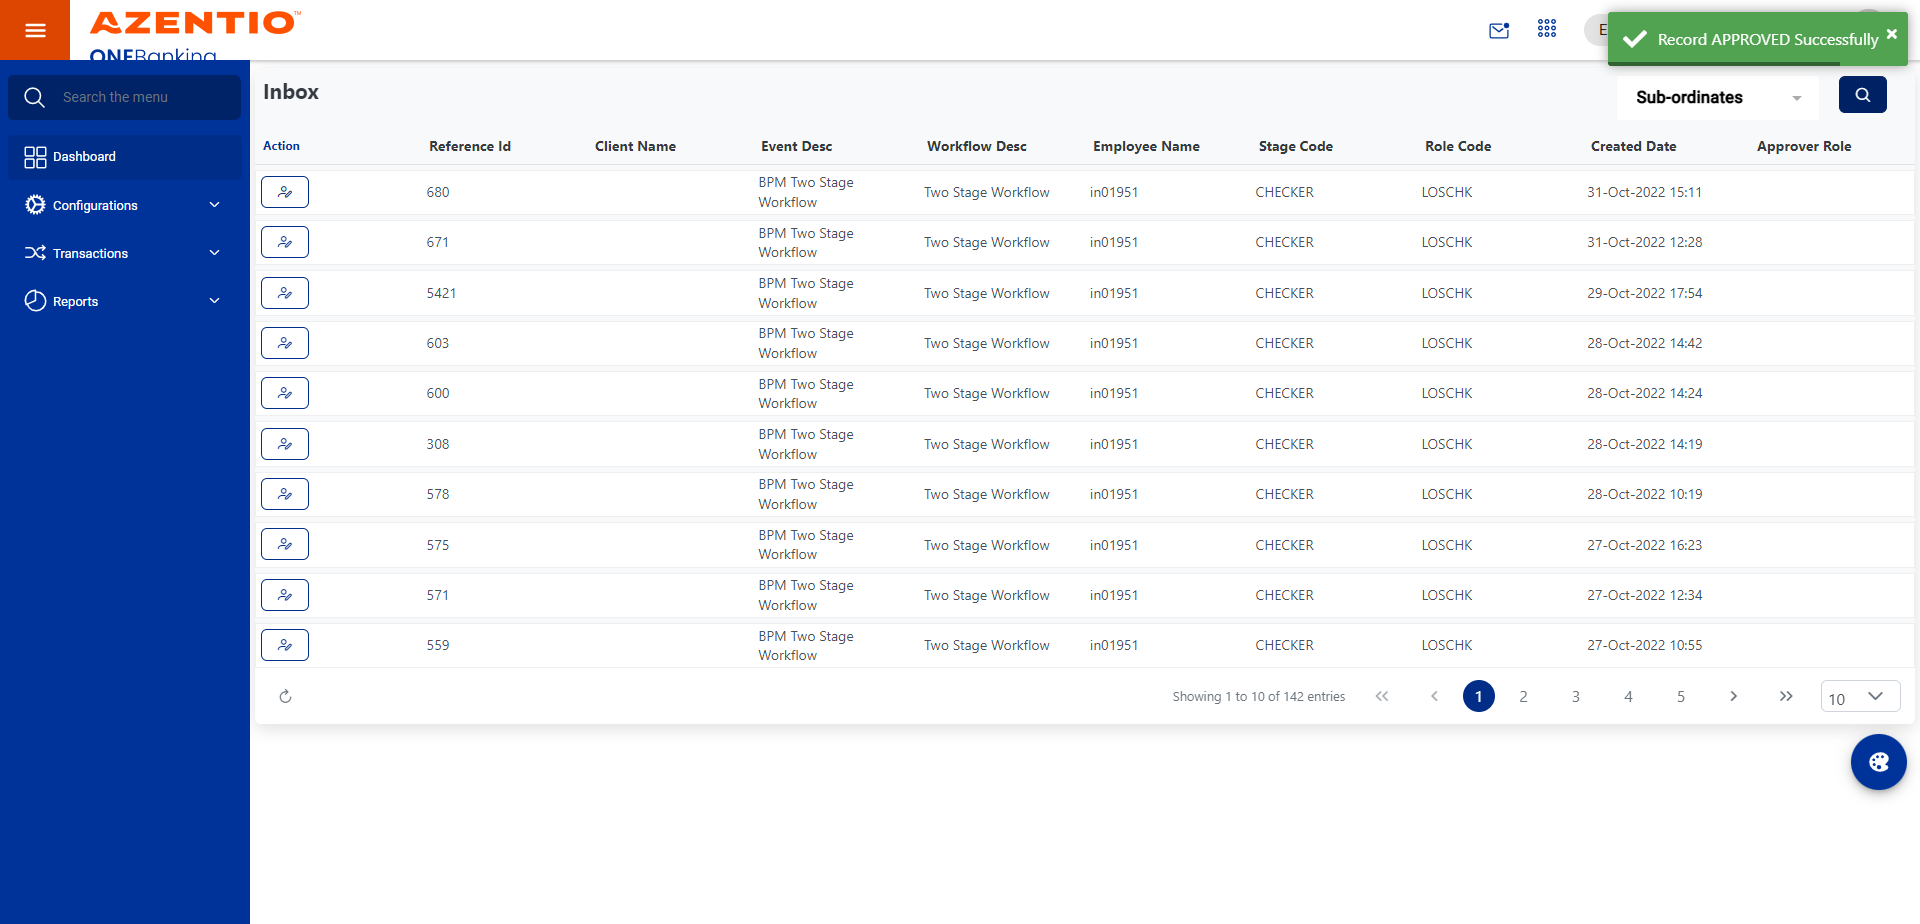 AZENTIO™
ONEBanking
E
Record APPROVED Successfully
Search the menu
Dashboard
Configurations
Transactions
Reports
Inbox
Sub-ordinates
Action Reference Id Client Name Event Desc Workflow Desc Employee Name Stage Code Role Code Created Date Approver Role
680 BPM Two Stage Workflow Two Stage Workflow in01951 CHECKER LOSCHK 31-Oct-2022 15:11
671 BPM Two Stage Workflow Two Stage Workflow in01951 CHECKER LOSCHK 31-Oct-2022 12:28
5421 BPM Two Stage Workflow Two Stage Workflow in01951 CHECKER LOSCHK 29-Oct-2022 17:54
603 BPM Two Stage Workflow Two Stage Workflow in01951 CHECKER LOSCHK 28-Oct-2022 14:42
600 BPM Two Stage Workflow Two Stage Workflow in01951 CHECKER LOSCHK 28-Oct-2022 14:24
308 BPM Two Stage Workflow Two Stage Workflow in01951 CHECKER LOSCHK 28-Oct-2022 14:19
578 BPM Two Stage Workflow Two Stage Workflow in01951 CHECKER LOSCHK 28-Oct-2022 10:19
575 BPM Two Stage Workflow Two Stage Workflow in01951 CHECKER LOSCHK 27-Oct-2022 16:23
571 BPM Two Stage Workflow Two Stage Workflow in01951 CHECKER LOSCHK 27-Oct-2022 12:34
559 BPM Two Stage Workflow Two Stage Workflow in01951 CHECKER LOSCHK 27-Oct-2022 10:55
Showing 1 to 10 of 142 entries 1 2 3 4 5 10